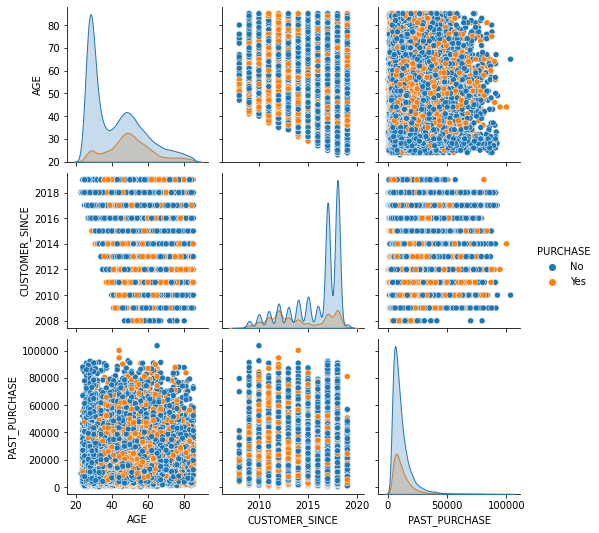 80
70
60
50
40
30
20
AGE
2018
2016
2014
2012
2010
2008
CUSTOMER_SINCE
PURCHASE
No
Yes
100000
80000
60000
40000
20000
0
PAST_PURCHASE
20 40 60 80
2010 2015 2020
0 50000 100000
AGE
CUSTOMER_SINCE
PAST_PURCHASE